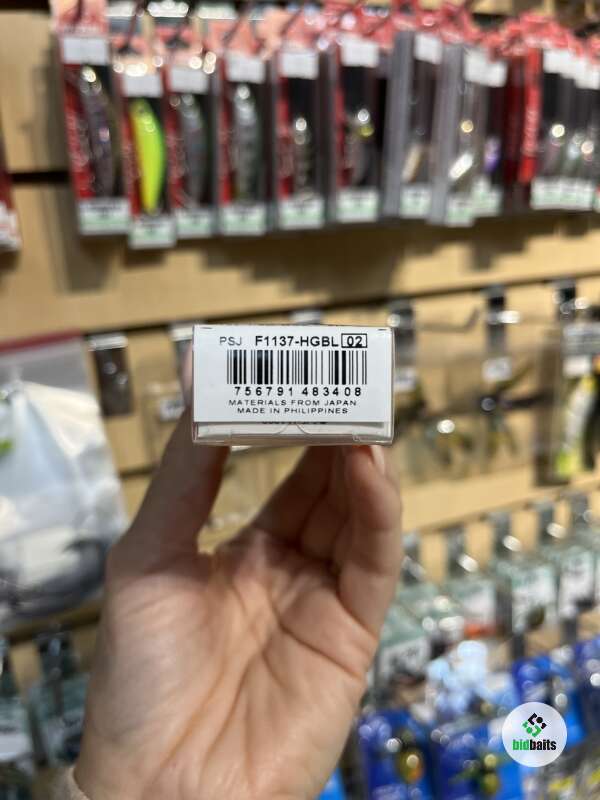 PSJ F1137-HGBL 02
7 56791 48340 8
MATERIALS FROM JAPAN
MADE IN PHILIPPINES
bidbaits